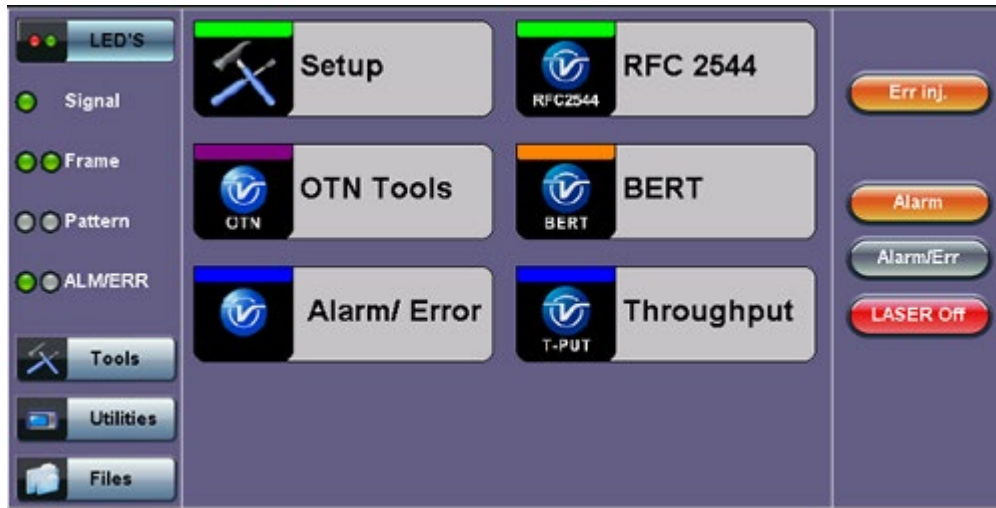 LED'S
Signal
Frame
Pattern
ALM/ERR
Tools
Utilities
Files
Setup
RFC 2544
RFC2544
OTN Tools
OTN
BERT
BERT
Alarm/ Error
Throughput
T-PUT
Err inj.
Alarm
Alarm/Err
LASER Off